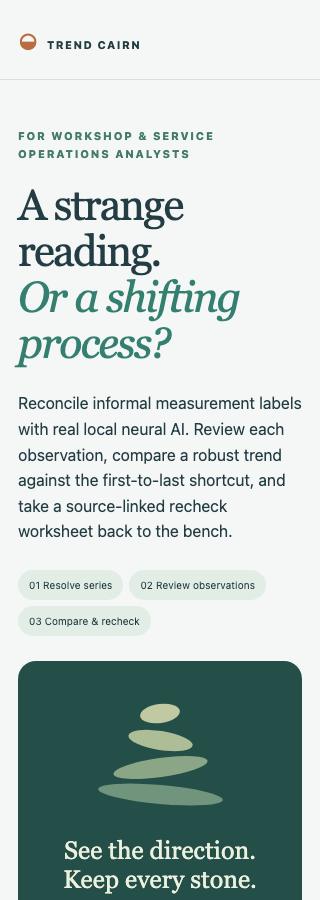 TREND CAIRN
FOR WORKSHOP & SERVICE
OPERATIONS ANALYSTS
A strange
reading.
Or a shifting
process?
Reconcile informal measurement labels
with real local neural AI. Review each
observation, compare a robust trend
against the first-to-last shortcut, and
take a source-linked recheck
worksheet back to the bench.
01 Resolve series
02 Review observations
03 Compare & recheck
See the direction.
Keep every stone.